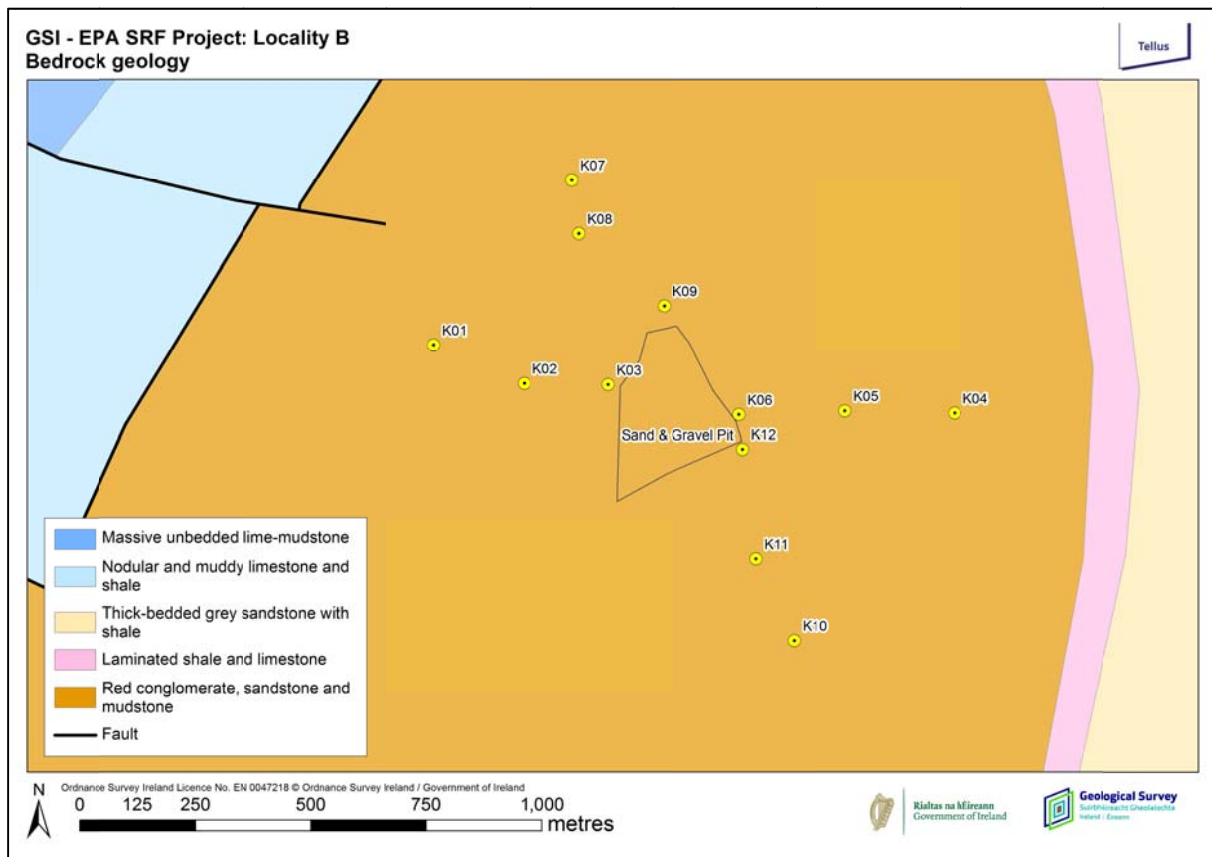 GSI - EPA SRF Project: Locality B
Bedrock geology
Tellus
K07
K08
K09
K01
K02
K03
K06
K05
K04
Sand & Gravel Pit
K12
K11
K10
Massive unbedded lime-mudstone
Nodular and muddy limestone and
shale
Thick-bedded grey sandstone with
shale
Laminated shale and limestone
Red conglomerate, sandstone and
mudstone
Fault
N
Ordnance Survey Ireland Licence No. EN 0047218 © Ordnance Survey Ireland / Government of Ireland
0 125 250 500 750 1,000
metres
Rialtas na hÉireann
Government of Ireland
Geological Survey
Suirbhéireacht Gheolaíochta
Ireland / Éireann